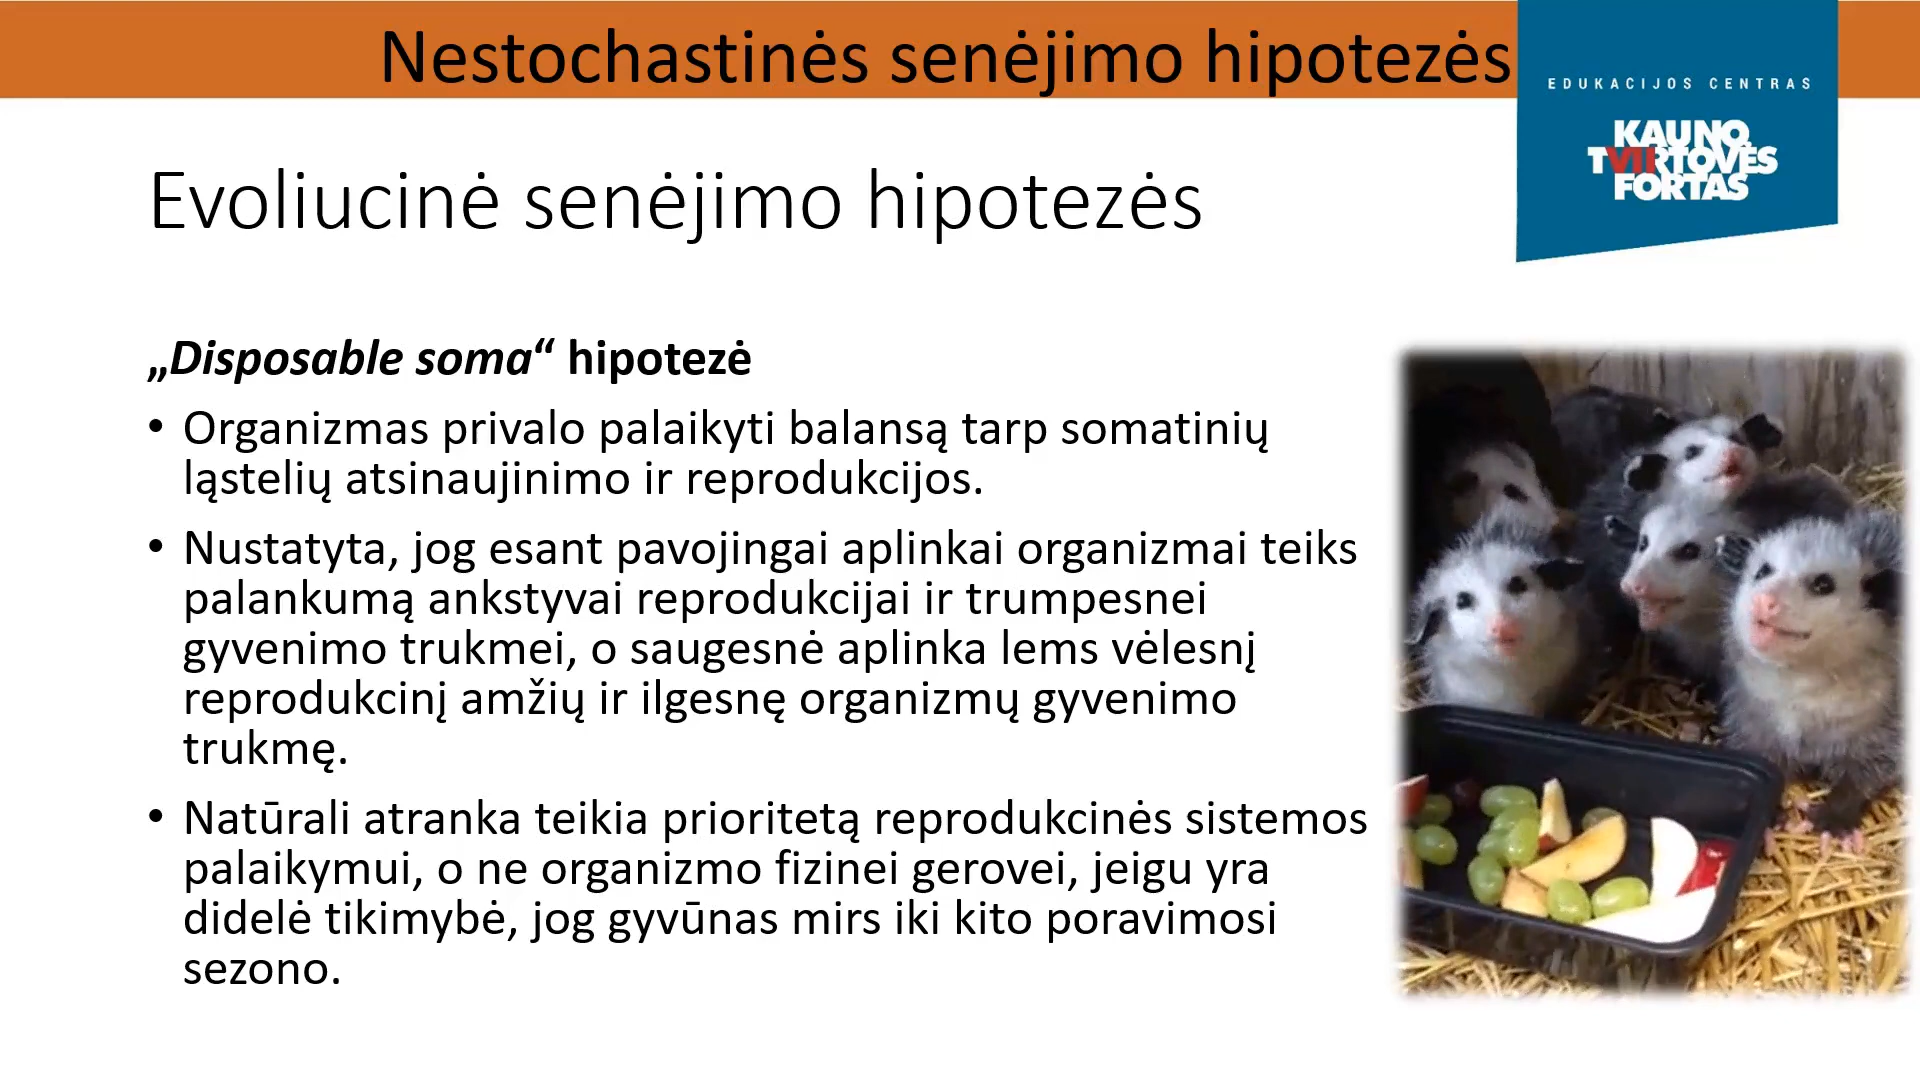 Nestochastinės senėjimo hipotezės
EDUKACIJOS CENTRAS
KAUNO
TVIIRTOVĖS
FORTAS
Evoliucinė senėjimo hipotezės
„Disposable soma“ hipotezė
• Organizmas privalo palaikyti balansą tarp somatinių
ląstelių atsinaujinimo ir reprodukcijos.
• Nustatyta, jog esant pavojingai aplinkai organizmai teiks
palankumą ankstyvai reprodukcijai ir trumpesnei
gyvenimo trukmei, o saugesnė aplinka lems vėlesnį
reprodukcinį amžių ir ilgesnę organizmų gyvenimo
trukmę.
• Natūrali atranka teikia prioritetą reprodukcinės sistemos
palaikymui, o ne organizmo fizinei gerovei, jeigu yra
didelė tikimybė, jog gyvūnas mirs iki kito poravimosi
sezono.